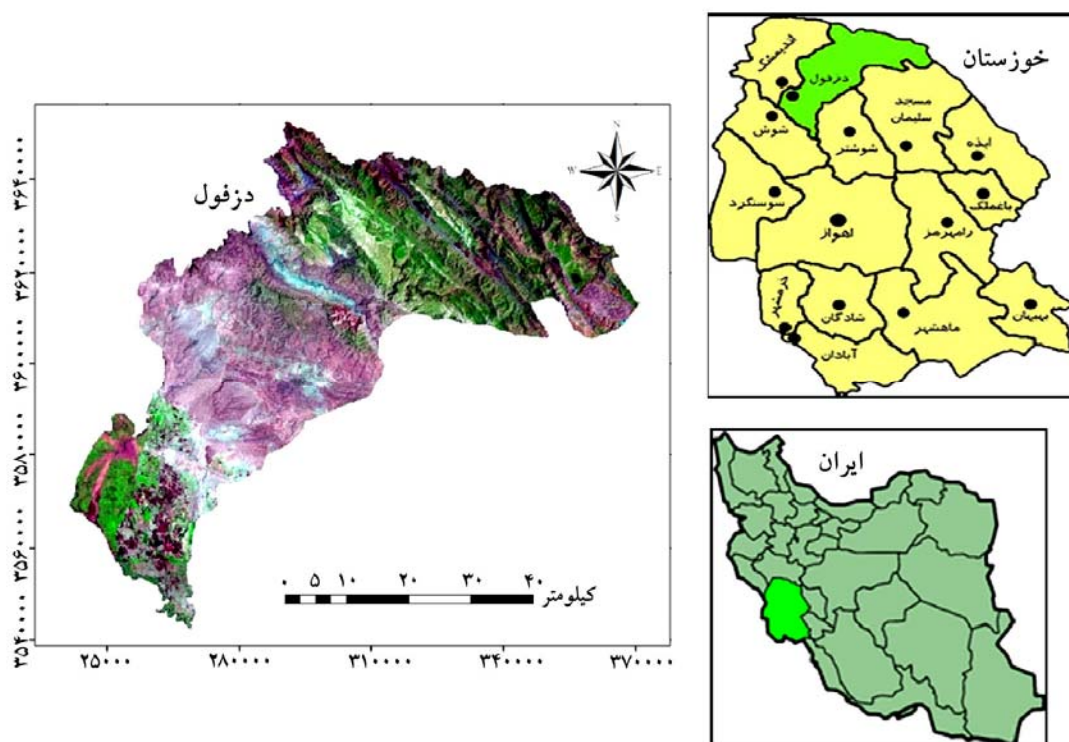 دزفول
N
W
E
S
۳۶۴۰۰۰۰
۳۶۲۰۰۰۰
۳۶۰۰۰۰۰
۳۵۸۰۰۰۰
۳۵۶۰۰۰۰
۳۵۴۰۰۰۰
۲۵۰۰۰۰
۲۸۰۰۰۰
۳۱۰۰۰۰
۳۴۰۰۰۰
۳۷۰۰۰۰
۰ ۵ ۱۰ ۲۰ ۳۰ ۴۰
کیلومتر
خوزستان
اندیمشک
دزفول
شوش
شوشتر
مسجد
سلیمان
ایذه
سوسنگرد
اهواز
رامهرمز
باغملک
خرمشهر
شادگان
ماهشهر
بهبهان
آبادان
ایران